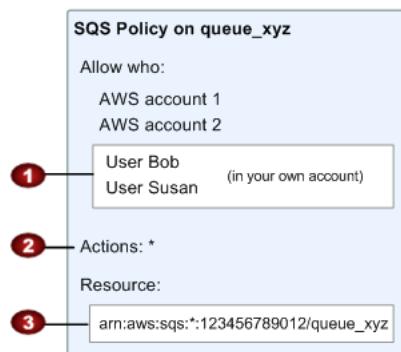 SQS Policy on queue_xyz
Allow who:
AWS account 1
AWS account 2
1
User Bob
User Susan
(in your own account)
2
Actions: *
Resource:
3
arn:aws:sqs:*:123456789012/queue_xyz